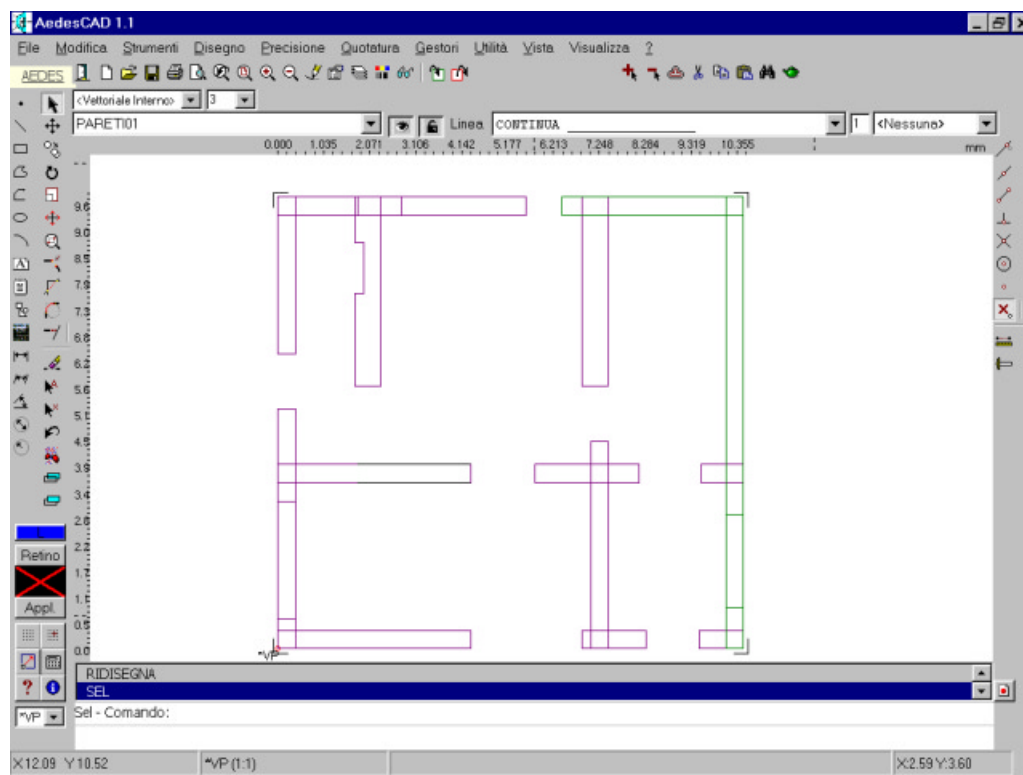 AedesCAD 1.1
File Modifica Strumenti Disegno Precisione Quotatura Gestori Utilità Vista Visualizza ?
AEDES
<Vettoriale Interno> 3
PARETI01 Linea CONTINUA 1 <Nessuna>
0.000 1.035 2.071 3.106 4.142 5.177 6.213 7.248 8.284 9.319 10.355 mm
9.6
9.0
8.5
7.9
7.3
6.8
6.2
5.6
5.1
4.5
3.9
3.4
2.8
L
2.2
Retino
1.7
1.1
Appl.
0.5
0.0
*VP
RIDISEGNA
SEL
*VP Sel - Comando:
X12.09 Y10.52 *VP (1:1) X:2.59 Y:3.60